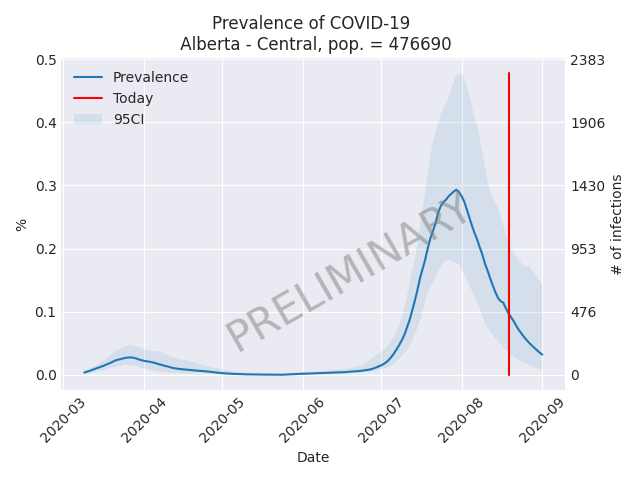 Prevalence of COVID-19
Alberta - Central, pop. = 476690
0.5
0.4
0.3
0.2
0.1
0.0
%
2383
1906
1430
953
476
0
# of infections
Prevalence
Today
95CI
PRELIMINARY
2020-03
2020-04
2020-05
2020-06
2020-07
2020-08
2020-09
Date